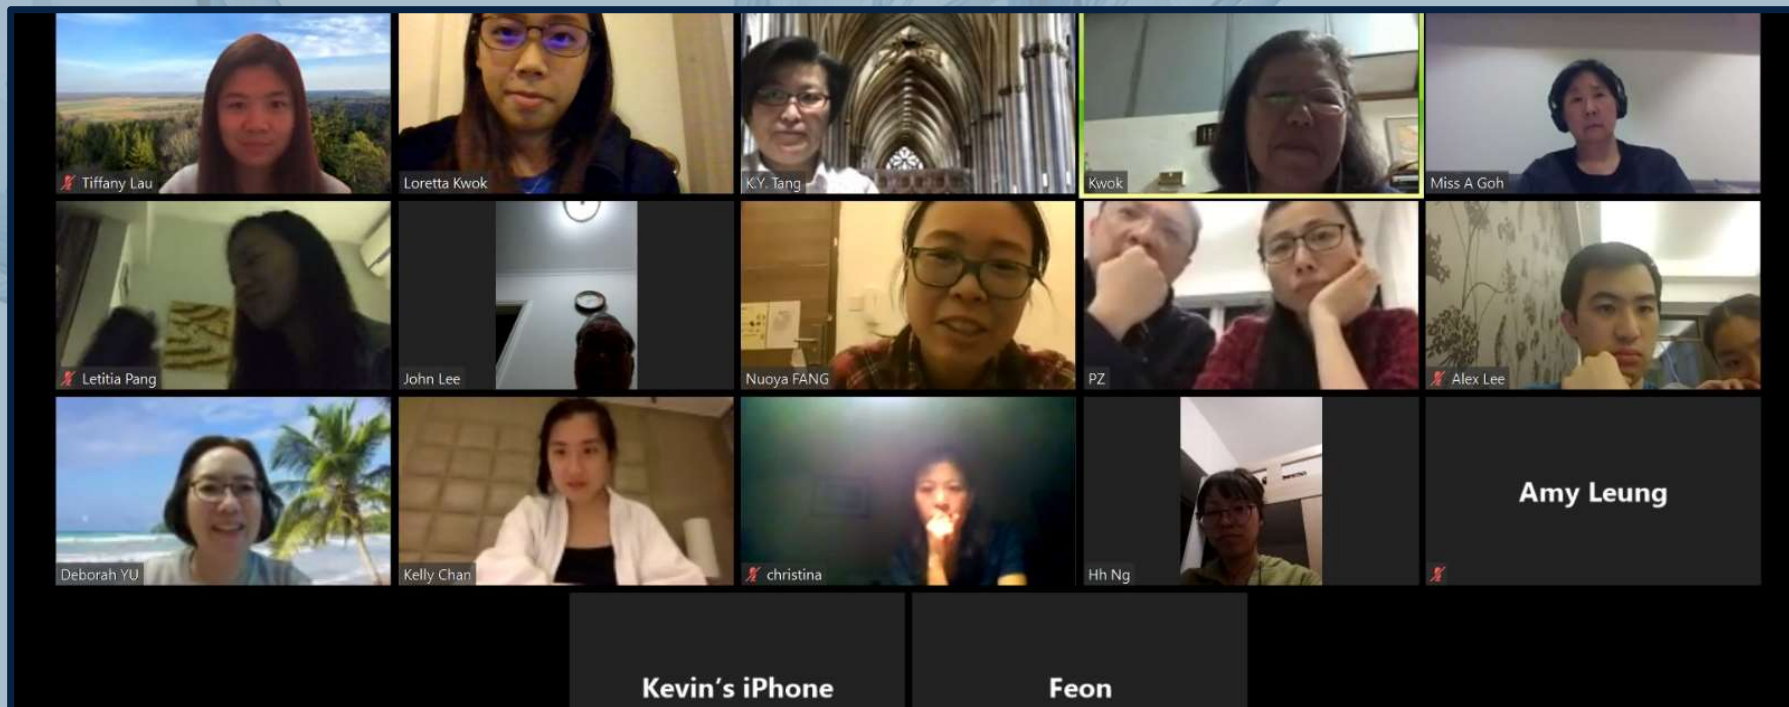 Tiffany Lau
Loretta Kwok
K.Y. Tang
Kwok
Miss A Goh
Letitia Pang
John Lee
Nuoya FANG
PZ
Alex Lee
Deborah YU
Kelly Chan
christina
Hh Ng
Amy Leung
Kevin's iPhone
Feon